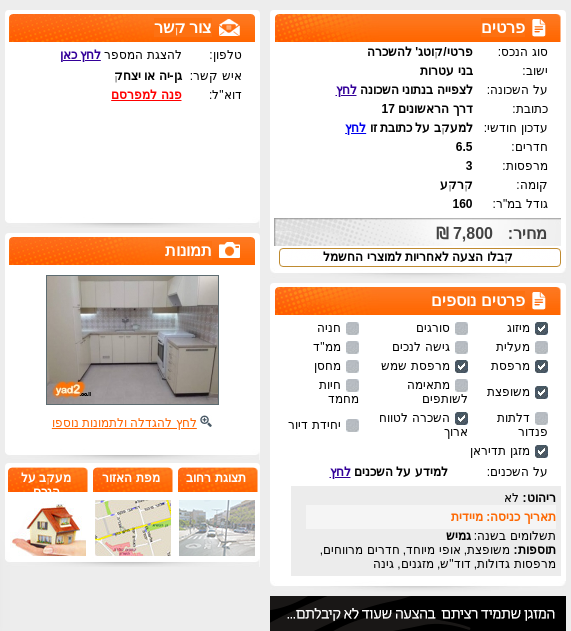 פרטים
סוג הנכס: פרטי/קוטג' להשכרה
ישוב: בני עטרות
על השכונה: לצפייה בנתוני השכונה לחץ
כתובת: דרך הראשונים 17
עדכון חודשי: למעקב על כתובת זו לחץ
חדרים: 6.5
מרפסות: 3
קומה: קרקע
גודל במ"ר: 160
מחיר: 7,800 ₪
קבלו הצעה לאחריות למוצרי החשמל
פרטים נוספים
מיזוג סורגים חניה
מעלית גישה לנכים ממ"ד
מרפסת מרפסת שמש מחסן
משופצת מתאימה לשותפים חיות מחמד
דלתות פנדור השכרה לטווח ארוך יחידת דיור
מזגן תדיראן
על השכנים: למידע על השכנים לחץ
ריהוט: לא
תאריך כניסה: מיידית
תשלומים בשנה: גמיש
תוספות: משופצת, אופי מיוחד, חדרים מרווחים,
מרפסות גדולות, דוד"ש, מזגנים, גינה
המזגן שתמיד רציתם בהצעה שעוד לא קיבלתם...
צור קשר
טלפון: להצגת המספר לחץ כאן
איש קשר: גן-יה או יצחק
דוא"ל: פנה למפרסם
תמונות
yad2
לחץ להגדלה ולתמונות נוספו
תצוגת רחוב מפת האזור מעקב על
הנכס